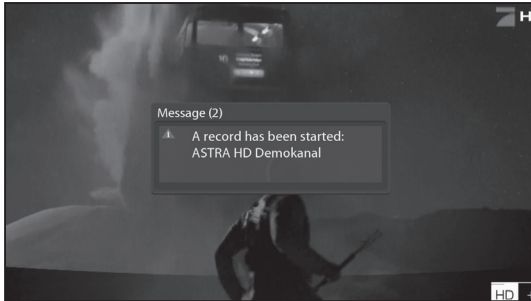 H
Message (2)
A record has been started:
ASTRA HD Demokanal
HD